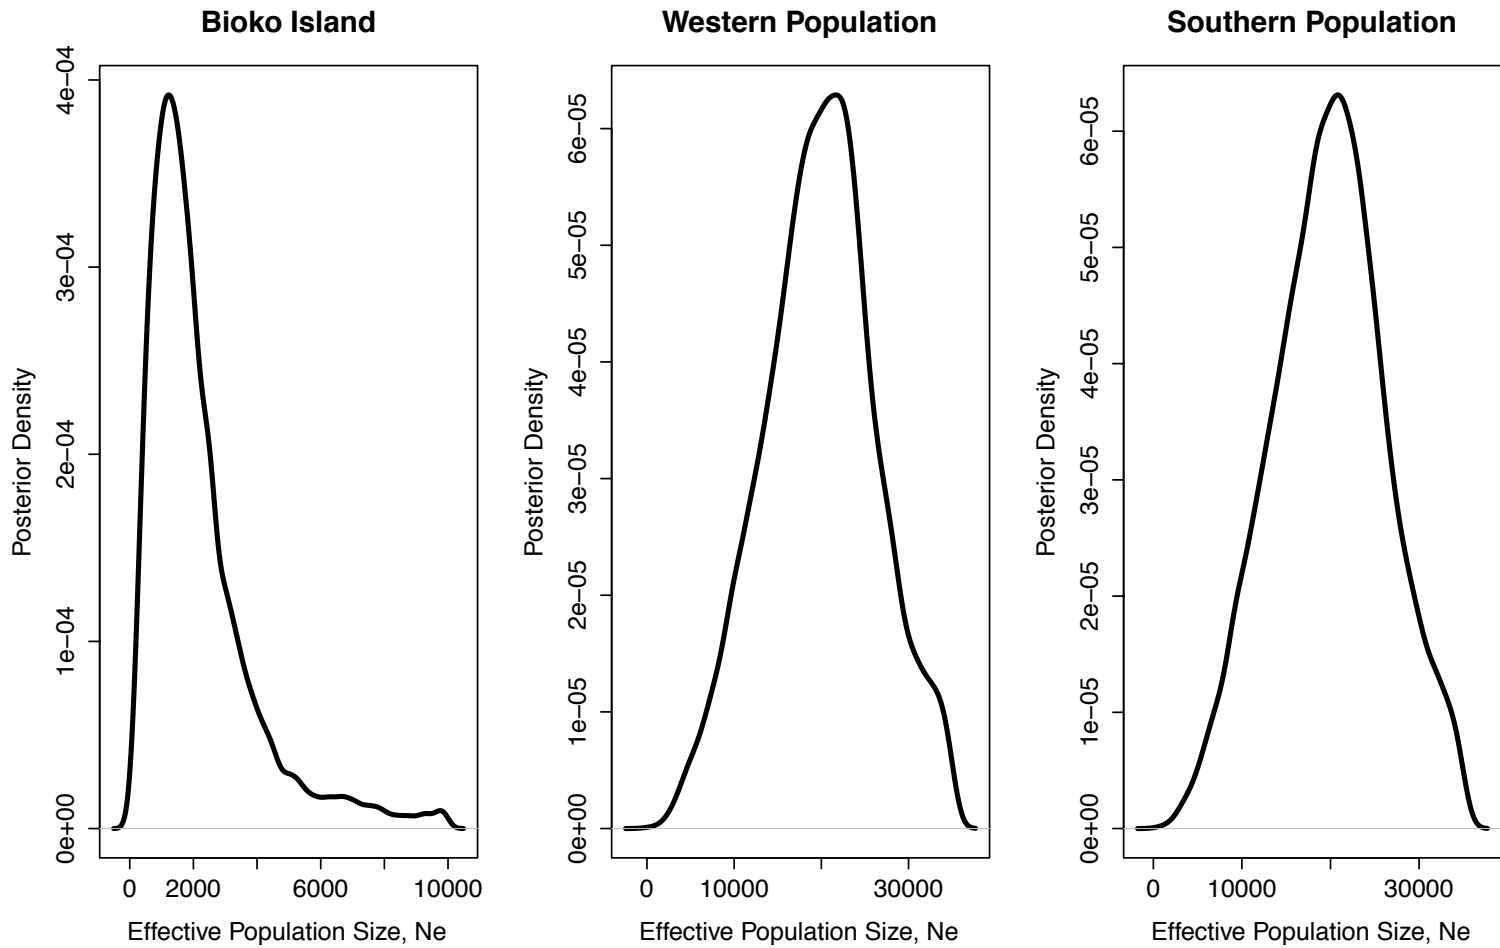 Bioko Island
Posterior Density
4e−04
3e−04
2e−04
1e−04
0e+00
0 2000 6000 10000
Effective Population Size, Ne
Western Population
Posterior Density
6e−05
5e−05
4e−05
3e−05
2e−05
1e−05
0e+00
0 10000 30000
Effective Population Size, Ne
Southern Population
Posterior Density
6e−05
5e−05
4e−05
3e−05
2e−05
1e−05
0e+00
0 10000 30000
Effective Population Size, Ne